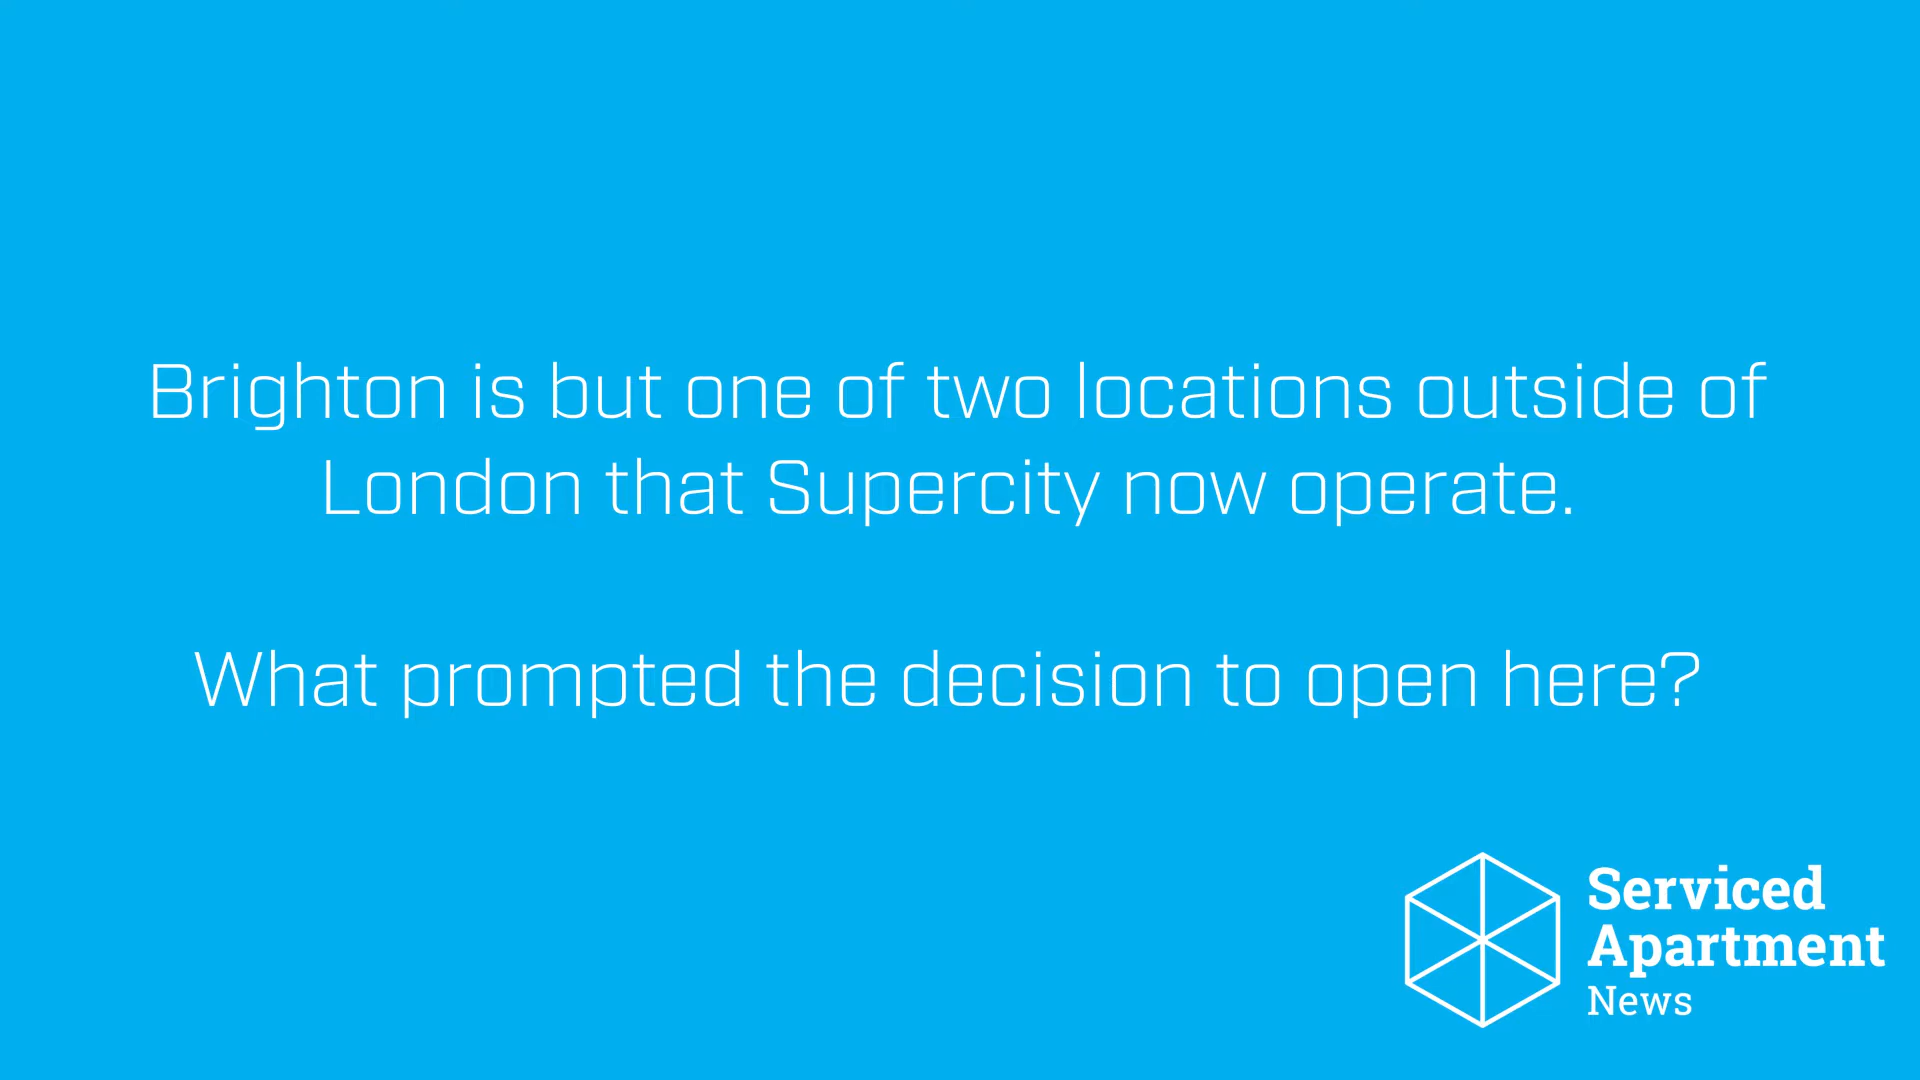 Brighton is but one of two locations outside of
London that Supercity now operate.
What prompted the decision to open here?
Serviced
Apartment
News